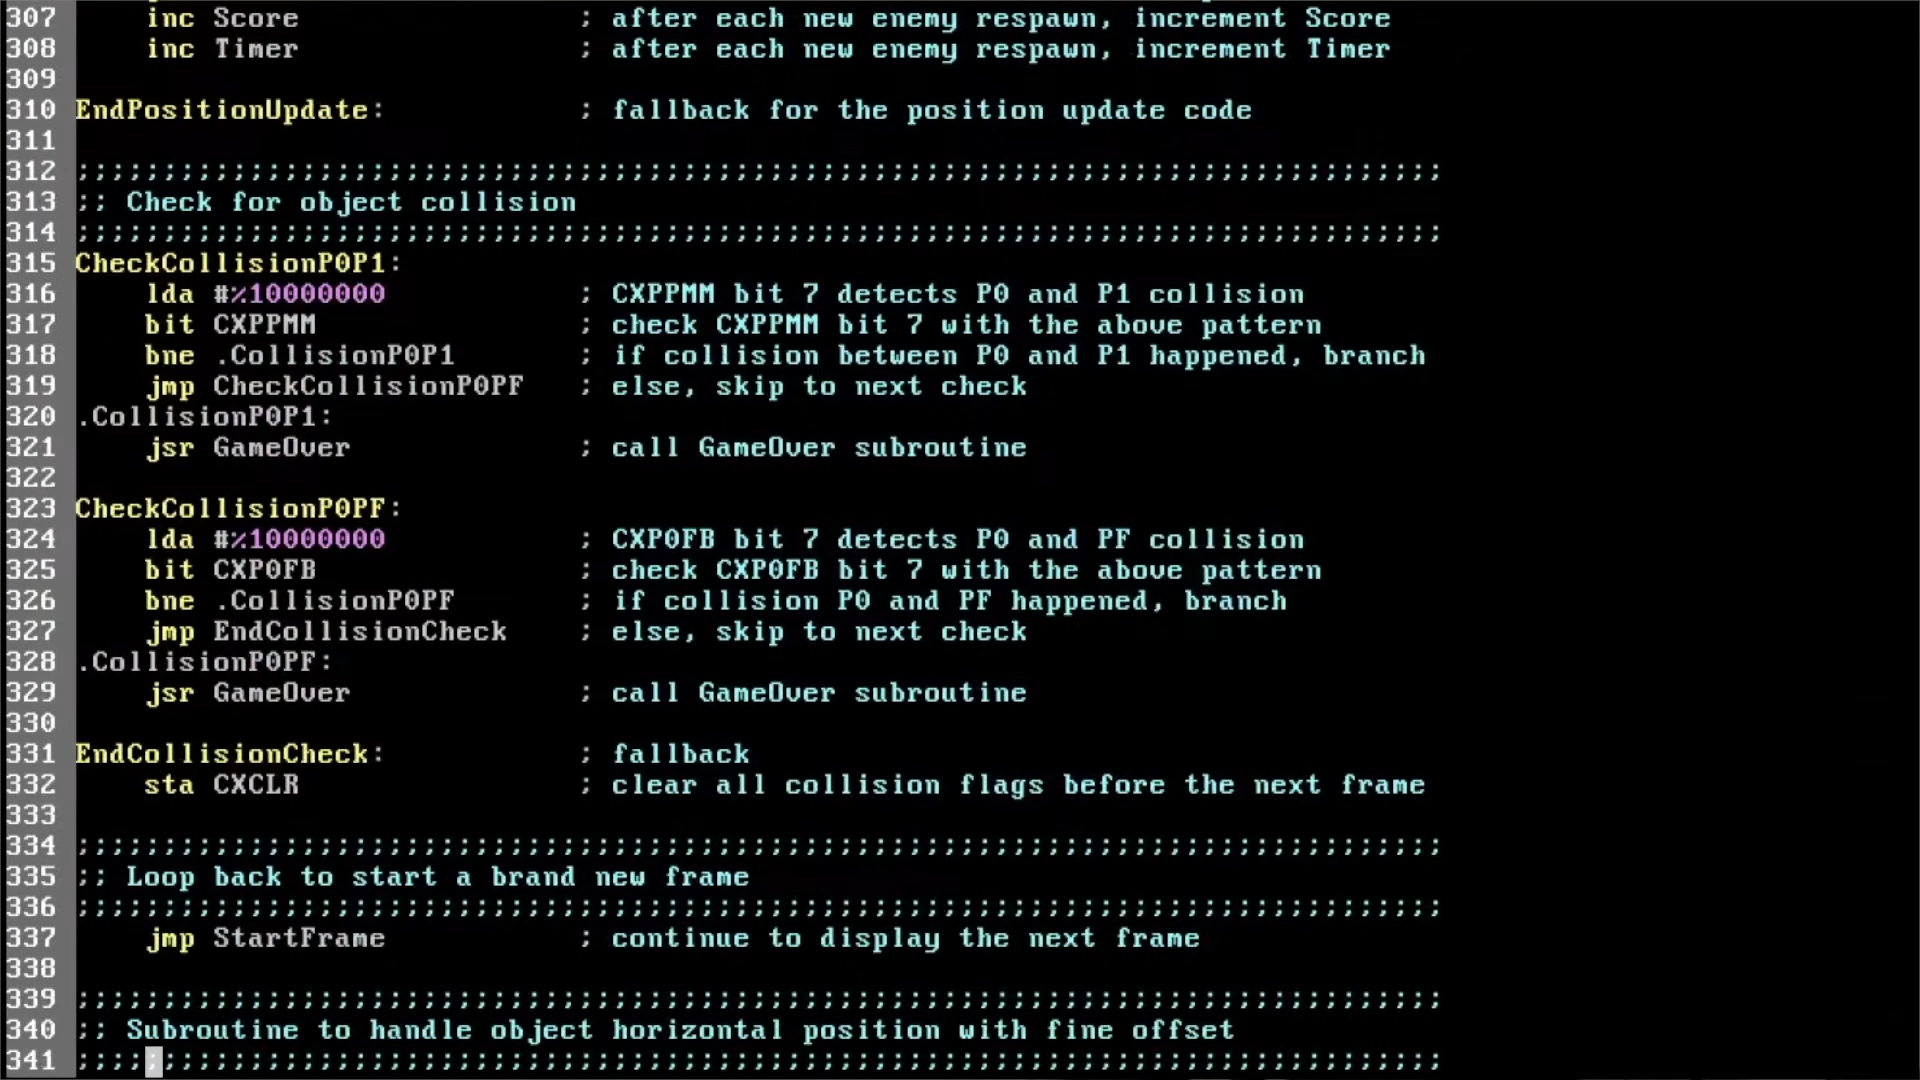 307 inc Score ; after each new enemy respawn, increment Score
308 inc Timer ; after each new enemy respawn, increment Timer
309
310 EndPositionUpdate: ; fallback for the position update code
311
312 ;;;;;;;;;;;;;;;;;;;;;;;;;;;;;;;;;;;;;;;;;;;;;;;;;;;;;;;;;;;;;;;;;;;;;;;;;;;;;;;
313 ;; Check for object collision
314 ;;;;;;;;;;;;;;;;;;;;;;;;;;;;;;;;;;;;;;;;;;;;;;;;;;;;;;;;;;;;;;;;;;;;;;;;;;;;;;;
315 CheckCollisionP0P1:
316 lda #%10000000 ; CXPPMM bit 7 detects P0 and P1 collision
317 bit CXPPMM ; check CXPPMM bit 7 with the above pattern
318 bne .CollisionP0P1 ; if collision between P0 and P1 happened, branch
319 jmp CheckCollisionP0PF ; else, skip to next check
320 .CollisionP0P1:
321 jsr GameOver ; call GameOver subroutine
322
323 CheckCollisionP0PF:
324 lda #%10000000 ; CXP0FB bit 7 detects P0 and PF collision
325 bit CXP0FB ; check CXP0FB bit 7 with the above pattern
326 bne .CollisionP0PF ; if collision P0 and PF happened, branch
327 jmp EndCollisionCheck ; else, skip to next check
328 .CollisionP0PF:
329 jsr GameOver ; call GameOver subroutine
330
331 EndCollisionCheck: ; fallback
332 sta CXCLR ; clear all collision flags before the next frame
333
334 ;;;;;;;;;;;;;;;;;;;;;;;;;;;;;;;;;;;;;;;;;;;;;;;;;;;;;;;;;;;;;;;;;;;;;;;;;;;;;;;
335 ;; Loop back to start a brand new frame
336 ;;;;;;;;;;;;;;;;;;;;;;;;;;;;;;;;;;;;;;;;;;;;;;;;;;;;;;;;;;;;;;;;;;;;;;;;;;;;;;;
337 jmp StartFrame ; continue to display the next frame
338
339 ;;;;;;;;;;;;;;;;;;;;;;;;;;;;;;;;;;;;;;;;;;;;;;;;;;;;;;;;;;;;;;;;;;;;;;;;;;;;;;;
340 ;; Subroutine to handle object horizontal position with fine offset
341 ;;;;;;;;;;;;;;;;;;;;;;;;;;;;;;;;;;;;;;;;;;;;;;;;;;;;;;;;;;;;;;;;;;;;;;;;;;;;;;;